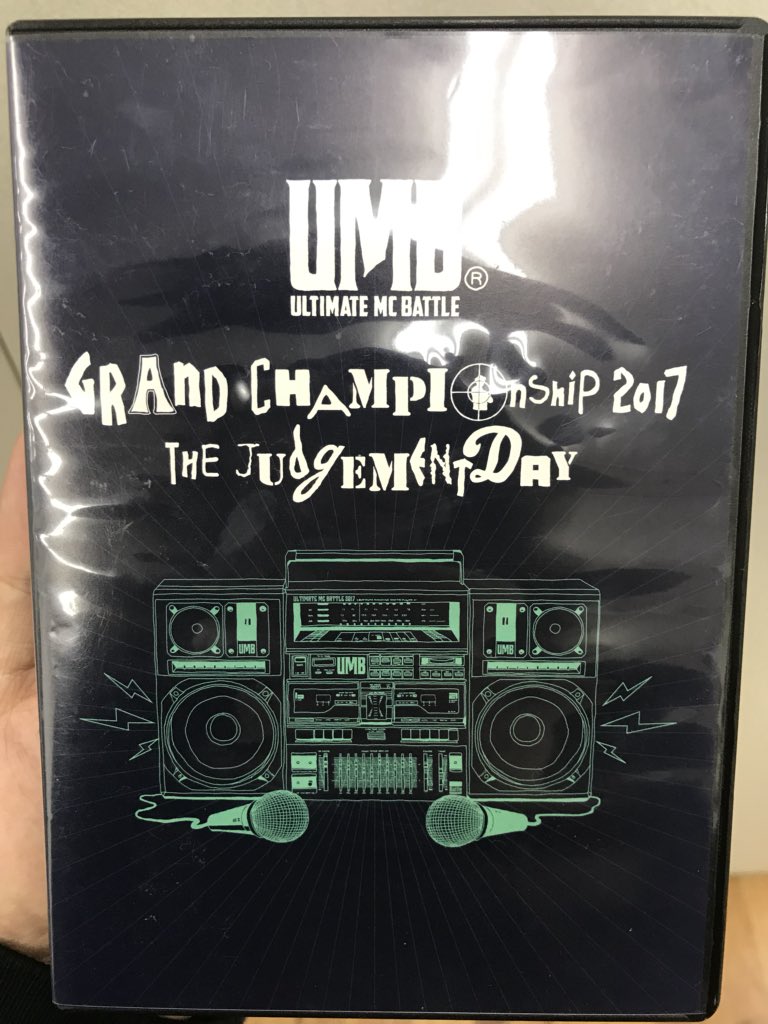 UMB®
ULTIMATE MC BATTLE
GRAND CHAMPIONSHIP 2017
THE JUDGEMENT DAY
ULTIMATE MC BATTLE 2017
UMB
UMB
UMB